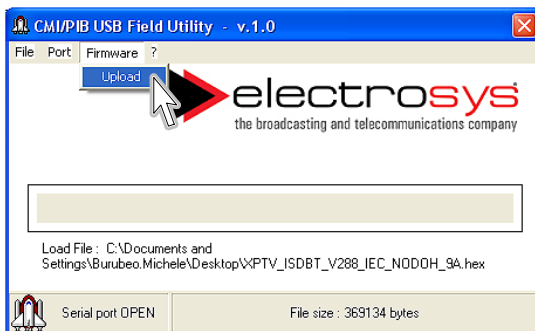 CMI/PIB USB Field Utility - v.1.0
File Port Firmware ?
Upload
electrosys
the broadcasting and telecommunications company
Load File : C:\Documents and
Settings\Burubeo.Michele\Desktop\XPTV_ISDBT_V288_IEC_NODOH_9A.hex
Serial port OPEN
File size : 369134 bytes